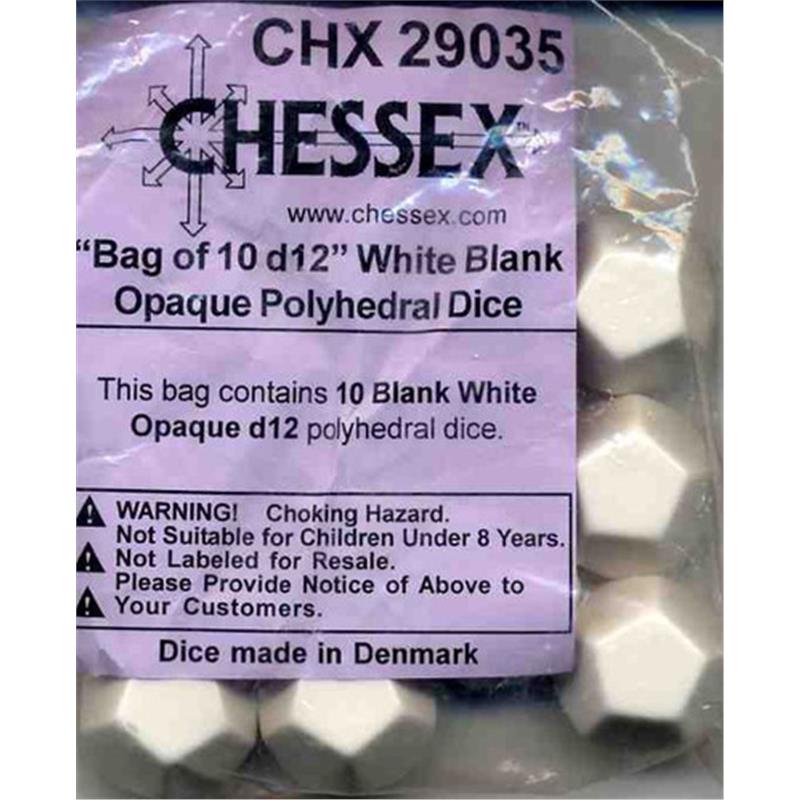 CHX 29035
CHESSEX™
www.chessex.com
“Bag of 10 d12” White Blank
Opaque Polyhedral Dice
This bag contains 10 Blank White
Opaque d12 polyhedral dice.
WARNING! Choking Hazard.
Not Suitable for Children Under 8 Years.
Not Labeled for Resale.
Please Provide Notice of Above to
Your Customers.
Dice made in Denmark